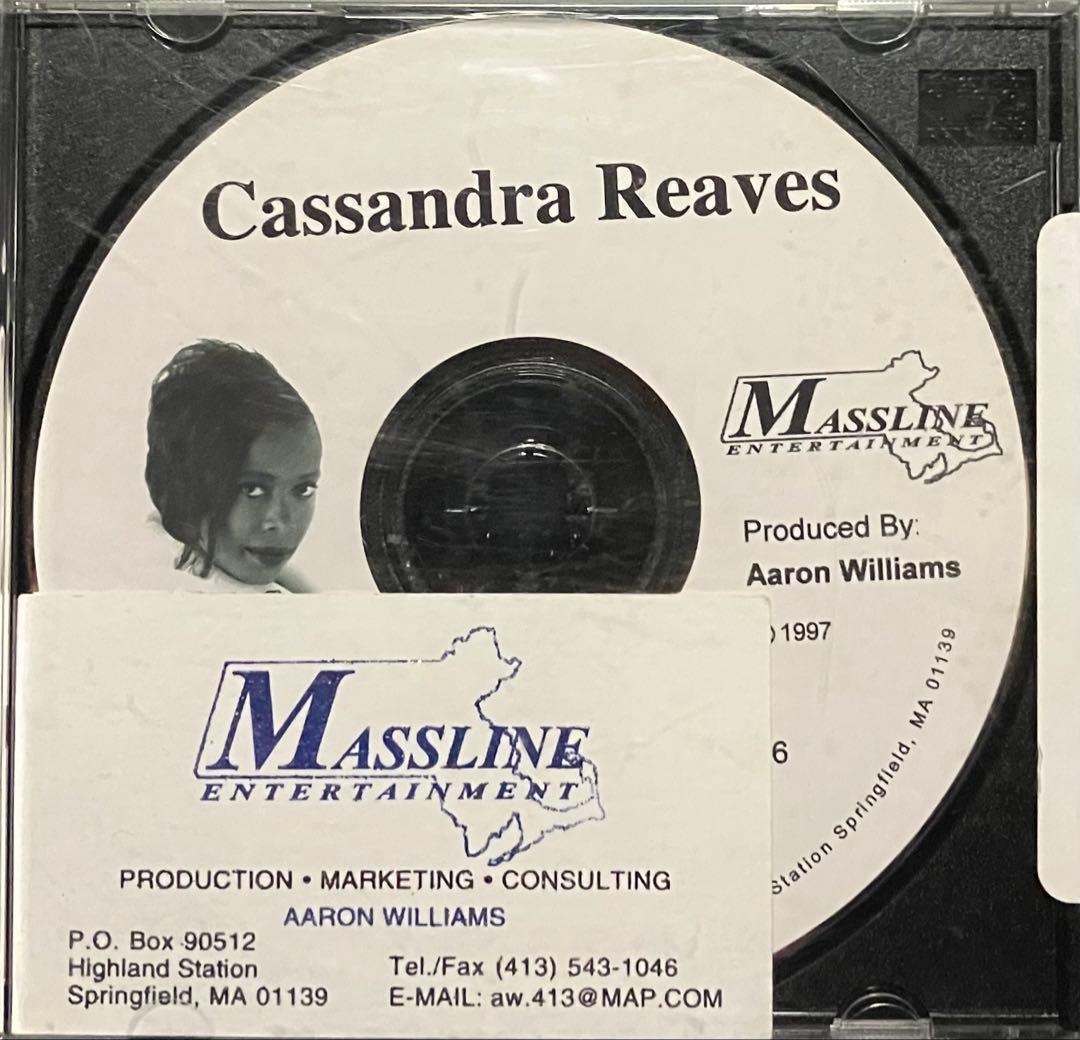 Cassandra Reaves
MASSLINE
ENTERTAINMENT
Produced By:
Aaron Williams
1997
6
Station Springfield, MA 01139
MASSLINE
ENTERTAINMENT
PRODUCTION • MARKETING • CONSULTING
AARON WILLIAMS
P.O. Box 90512
Highland Station
Springfield, MA 01139
Tel./Fax (413) 543-1046
E-MAIL: aw.413@MAP.COM